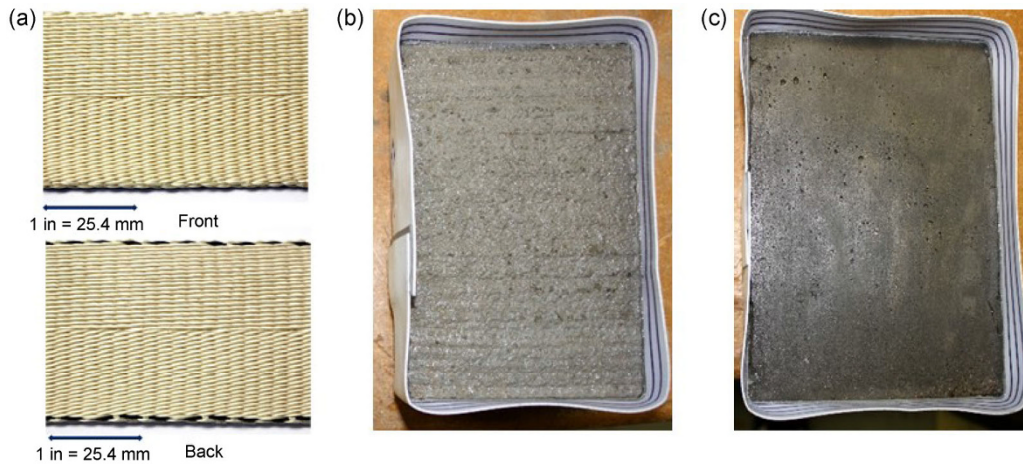 (a)
1 in = 25.4 mm
Front
1 in = 25.4 mm
Back
(b)
(c)